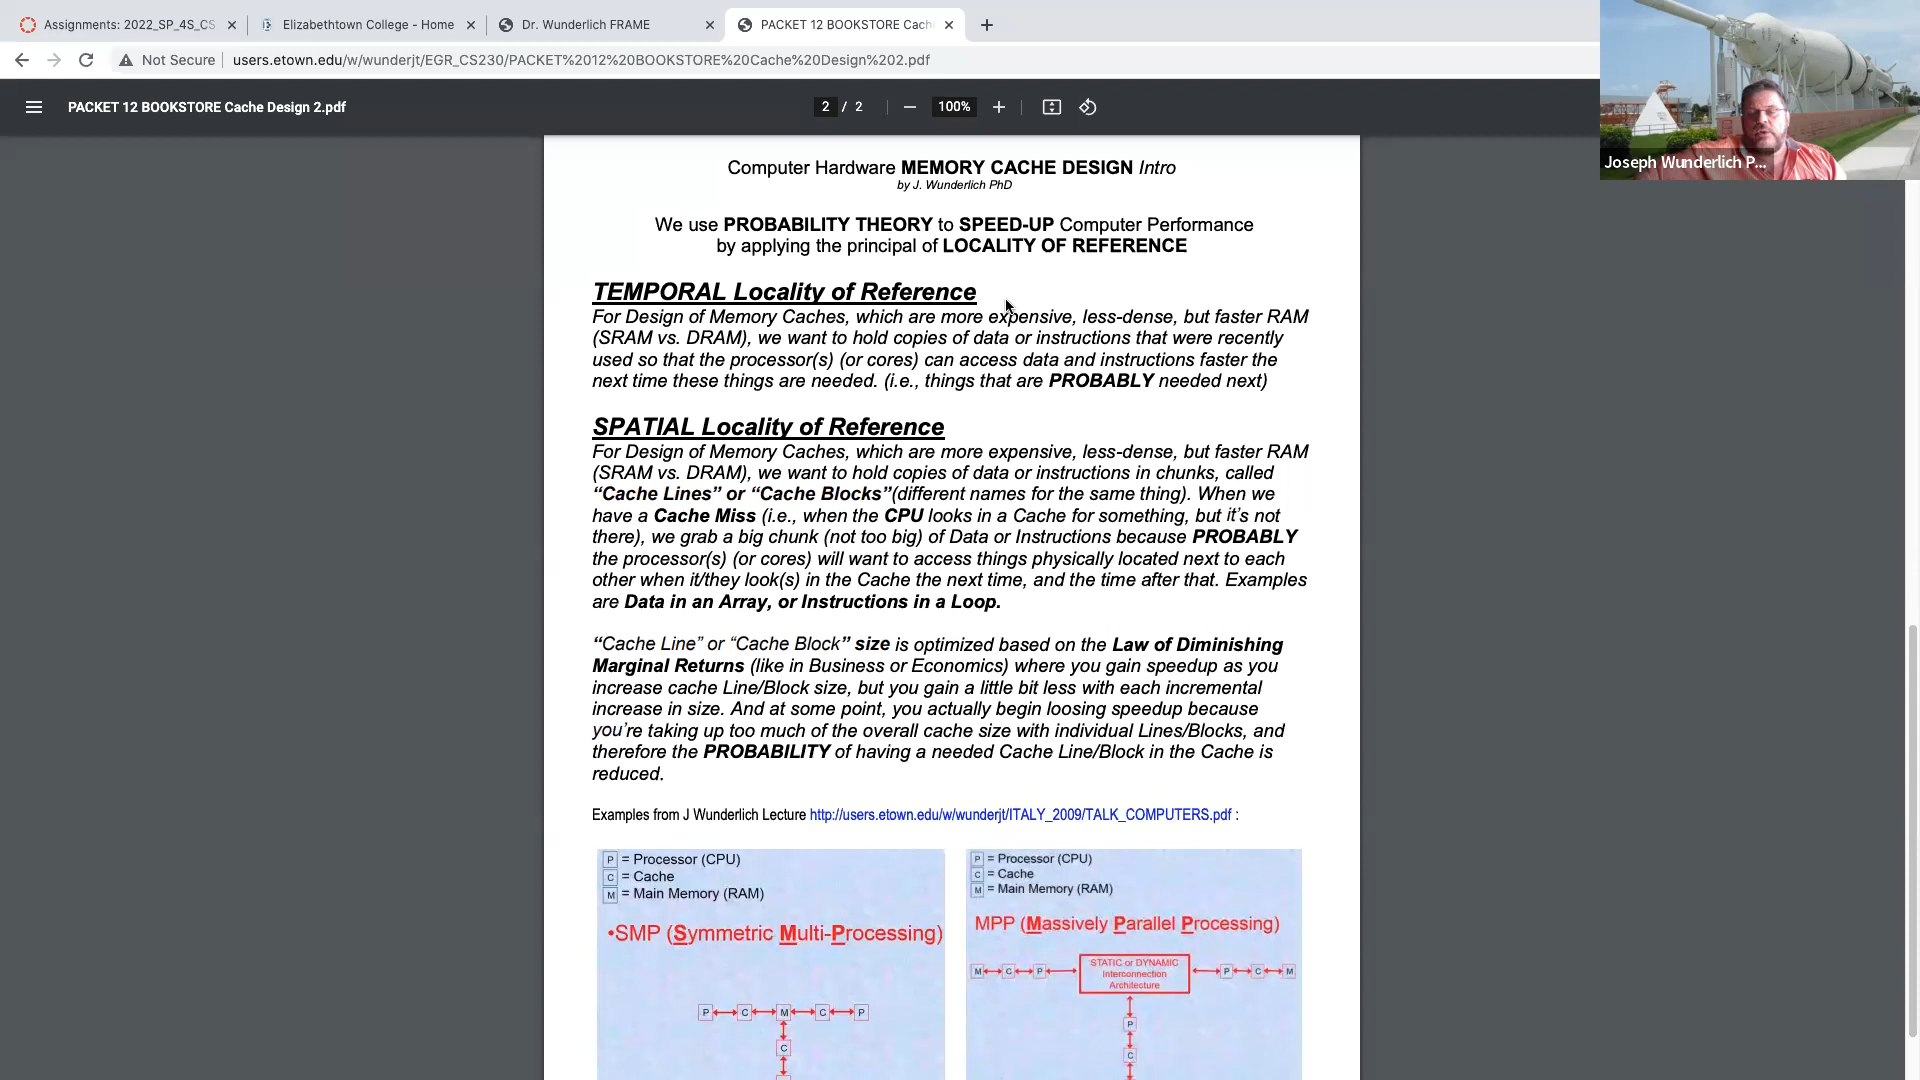 Assignments: 2022_SP_4S_CS
Elizabethtown College - Home
Dr. Wunderlich FRAME
PACKET 12 BOOKSTORE Cache
Not Secure
users.etown.edu/w/wunderjt/EGR_CS230/PACKET%2012%20BOOKSTORE%20Cache%20Design%202.pdf
PACKET 12 BOOKSTORE Cache Design 2.pdf
2 / 2
100%
Joseph Wunderlich P...
Computer Hardware MEMORY CACHE DESIGN Intro
by J. Wunderlich PhD
We use PROBABILITY THEORY to SPEED-UP Computer Performance
by applying the principal of LOCALITY OF REFERENCE
TEMPORAL Locality of Reference
For Design of Memory Caches, which are more expensive, less-dense, but faster RAM
(SRAM vs. DRAM), we want to hold copies of data or instructions that were recently
used so that the processor(s) (or cores) can access data and instructions faster the
next time these things are needed. (i.e., things that are PROBABLY needed next)
SPATIAL Locality of Reference
For Design of Memory Caches, which are more expensive, less-dense, but faster RAM
(SRAM vs. DRAM), we want to hold copies of data or instructions in chunks, called
“Cache Lines” or “Cache Blocks”(different names for the same thing). When we
have a Cache Miss (i.e., when the CPU looks in a Cache for something, but it’s not
there), we grab a big chunk (not too big) of Data or Instructions because PROBABLY
the processor(s) (or cores) will want to access things physically located next to each
other when it/they look(s) in the Cache the next time, and the time after that. Examples
are Data in an Array, or Instructions in a Loop.
“Cache Line” or “Cache Block” size is optimized based on the Law of Diminishing
Marginal Returns (like in Business or Economics) where you gain speedup as you
increase cache Line/Block size, but you gain a little bit less with each incremental
increase in size. And at some point, you actually begin loosing speedup because
you’re taking up too much of the overall cache size with individual Lines/Blocks, and
therefore the PROBABILITY of having a needed Cache Line/Block in the Cache is
reduced.
Examples from J Wunderlich Lecture http://users.etown.edu/w/wunderjt/ITALY_2009/TALK_COMPUTERS.pdf :
P = Processor (CPU)
C = Cache
M = Main Memory (RAM)
•SMP (Symmetric Multi-Processing)
P C M C P
C
P = Processor (CPU)
C = Cache
M = Main Memory (RAM)
MPP (Massively Parallel Processing)
STATIC or DYNAMIC
Interconnection
Architecture
M C P P C M
P
C